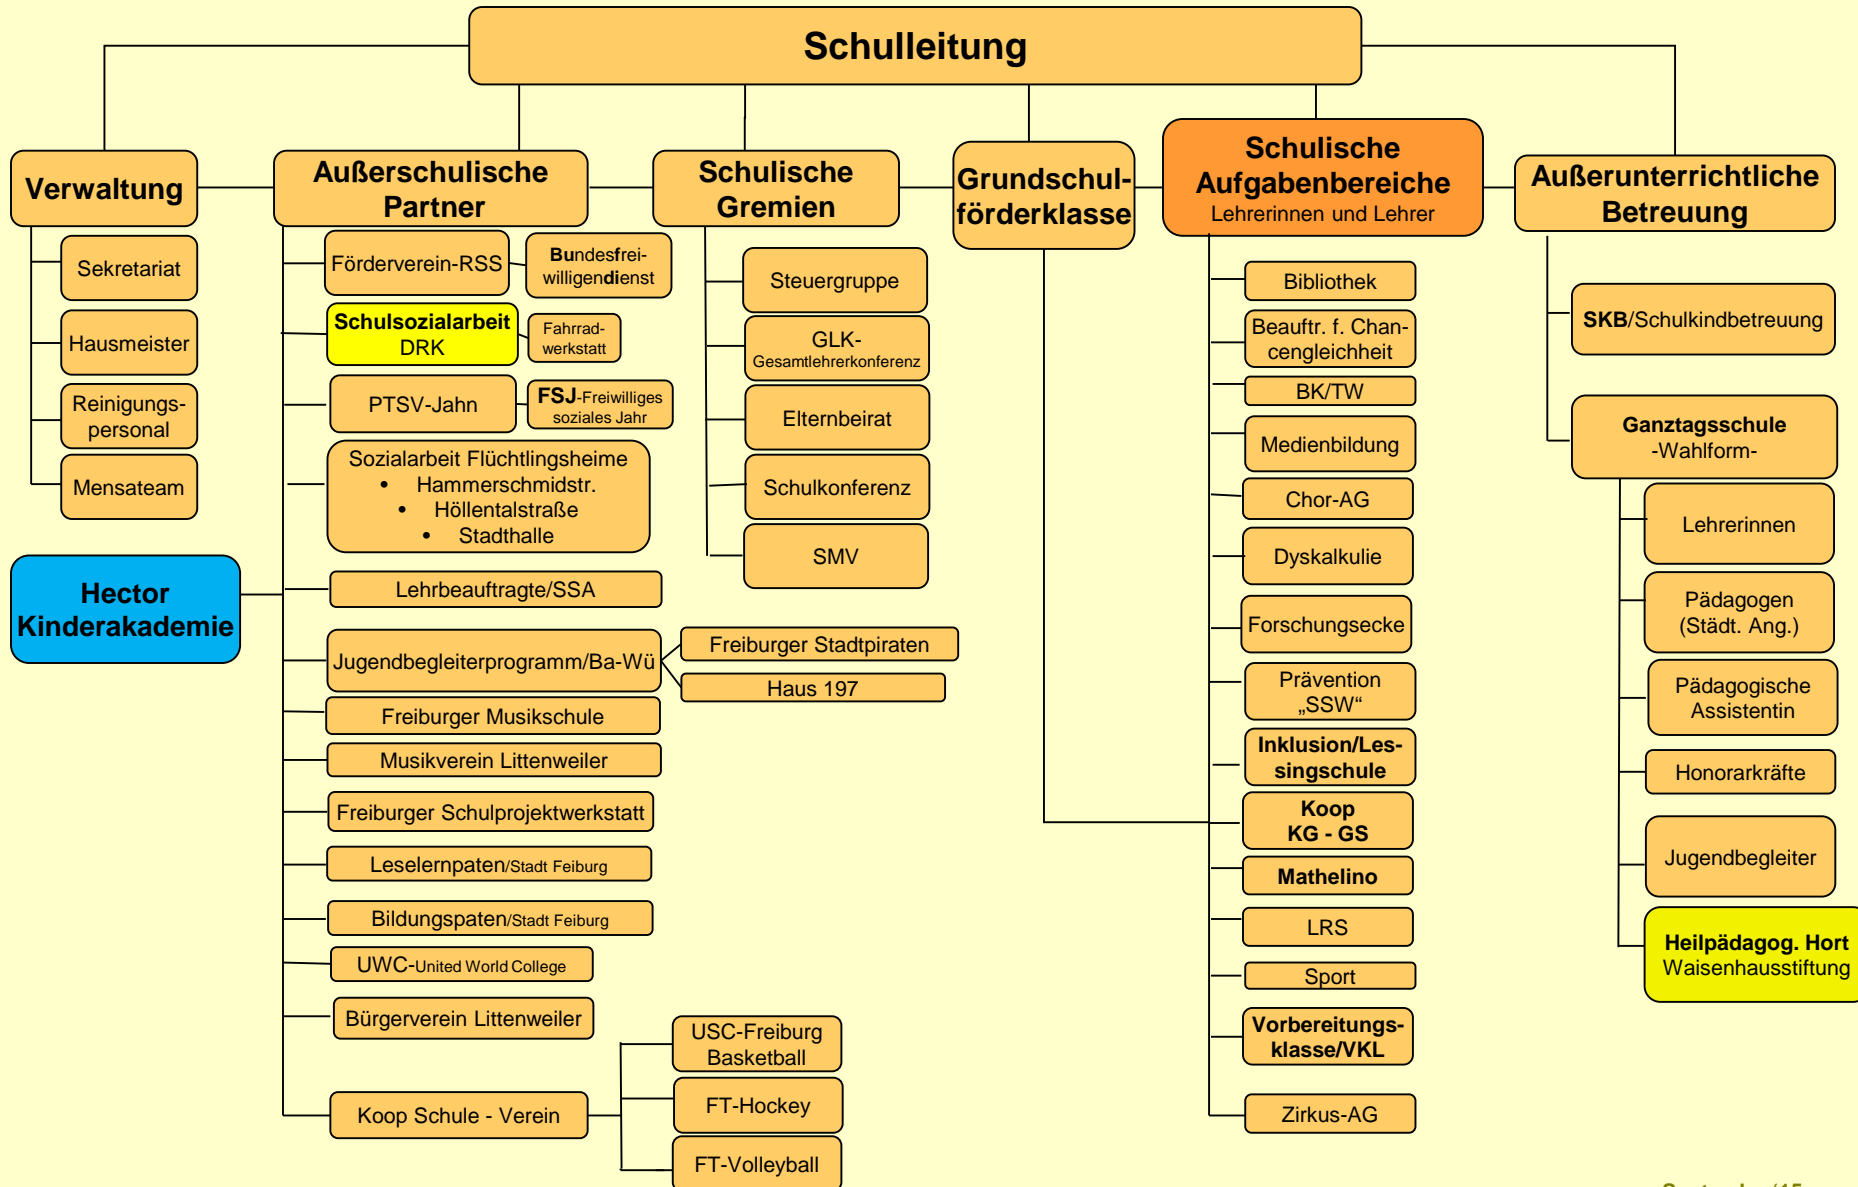 Schulleitung
Verwaltung
Sekretariat
Hausmeister
Reinigungs-
personal
Mensateam
Hector
Kinderakademie
Außerschulische
Partner
Förderverein-RSS
Bundesfrei-
willigendienst
Schulsozialarbeit
DRK
Fahrrad-
werkstatt
PTSV-Jahn
FSJ-Freiwilliges
soziales Jahr
Sozialarbeit Flüchtlingsheime
• Hammerschmidstr.
• Höllentalstraße
• Stadthalle
Lehrbeauftragte/SSA
Jugendbegleiterprogramm/Ba-Wü
Freiburger Stadtpiraten
Haus 197
Freiburger Musikschule
Musikverein Littenweiler
Freiburger Schulprojektwerkstatt
Leselernpaten/Stadt Feiburg
Bildungspaten/Stadt Feiburg
UWC-United World College
Bürgerverein Littenweiler
Koop Schule - Verein
USC-Freiburg
Basketball
FT-Hockey
FT-Volleyball
Schulische
Gremien
Steuergruppe
GLK-
Gesamtlehrerkonferenz
Elternbeirat
Schulkonferenz
SMV
Grundschul-
förderklasse
Schulische
Aufgabenbereiche
Lehrerinnen und Lehrer
Bibliothek
Beauftr. f. Chan-
cengleichheit
BK/TW
Medienbildung
Chor-AG
Dyskalkulie
Forschungsecke
Prävention
„SSW“
Inklusion/Les-
singschule
Koop
KG - GS
Mathelino
LRS
Sport
Vorbereitungs-
klasse/VKL
Zirkus-AG
Außerunterrichtliche
Betreuung
SKB/Schulkindbetreuung
Ganztagsschule
-Wahlform-
Lehrerinnen
Pädagogen
(Städt. Ang.)
Pädagogische
Assistentin
Honorarkräfte
Jugendbegleiter
Heilpädagog. Hort
Waisenhausstiftung